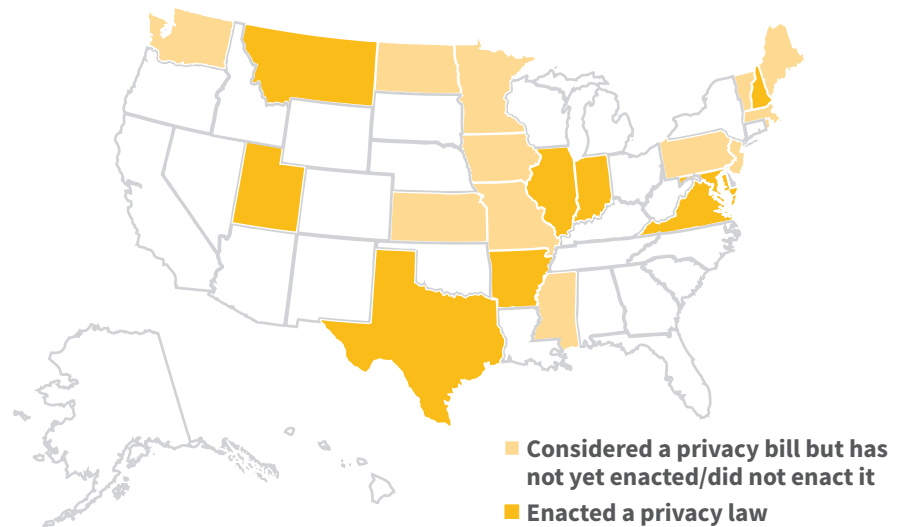 Considered a privacy bill but has
not yet enacted/did not enact it
Enacted a privacy law